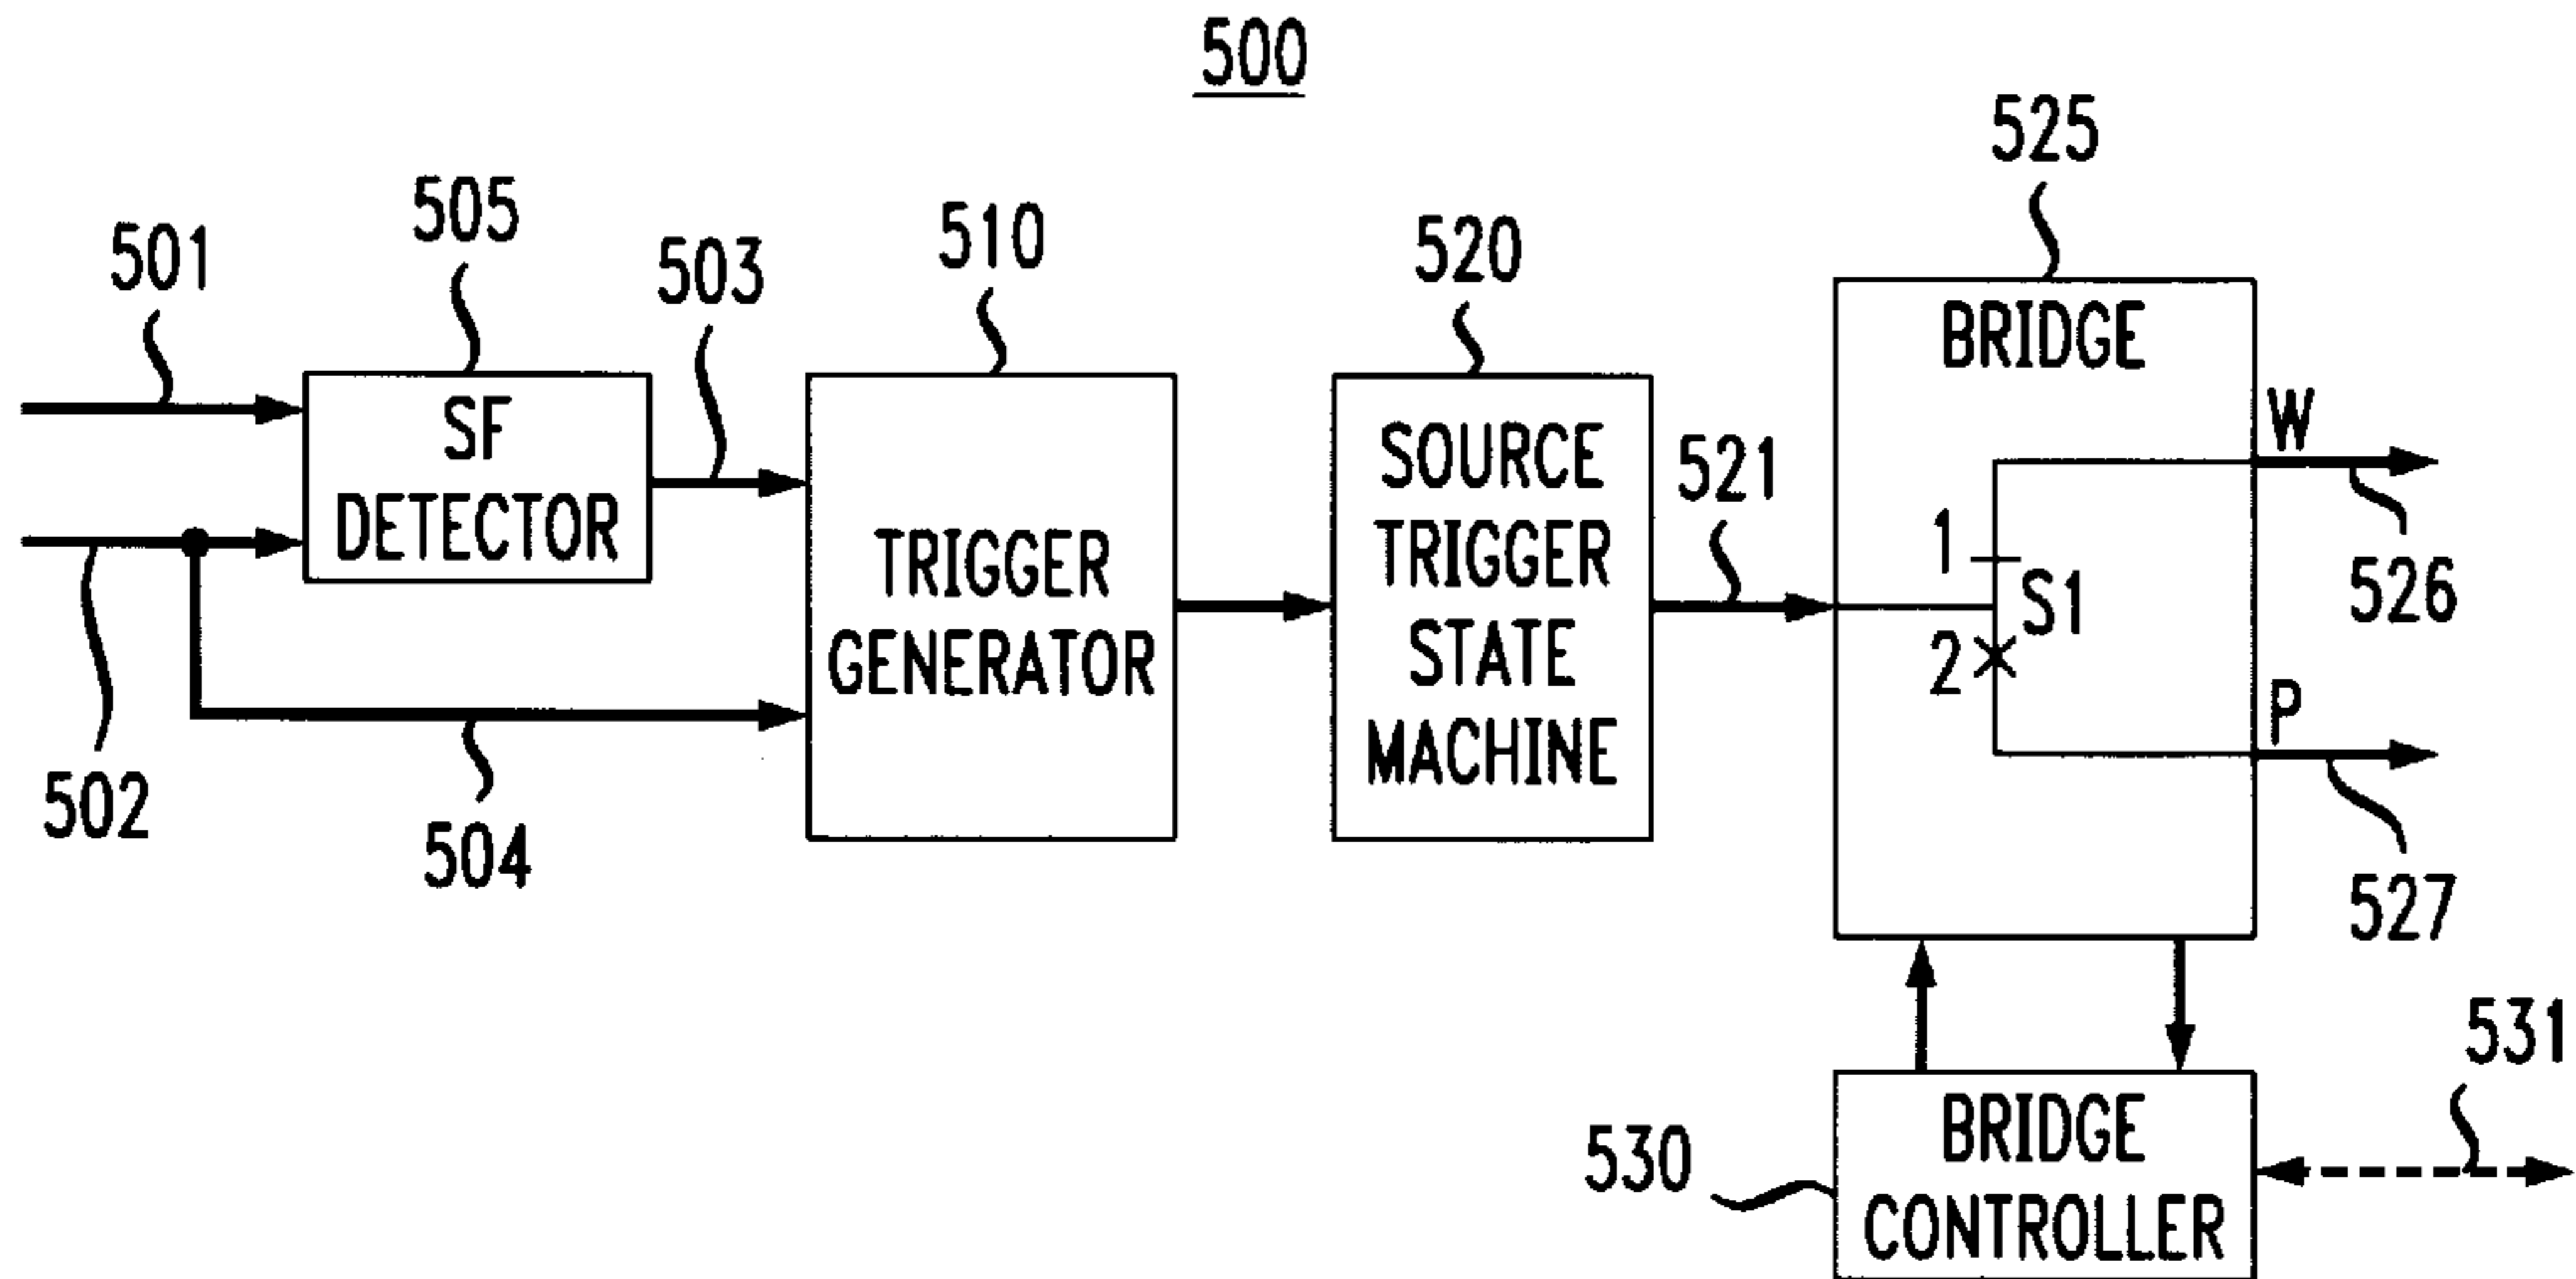 500
525
505
501
510
503
520
BRIDGE
SF
DETECTOR
SOURCE
TRIGGER
STATE
MACHINE
521
W
1
S1
2
526
TRIGGER
GENERATOR
P
502
504
527
531
530
BRIDGE
CONTROLLER